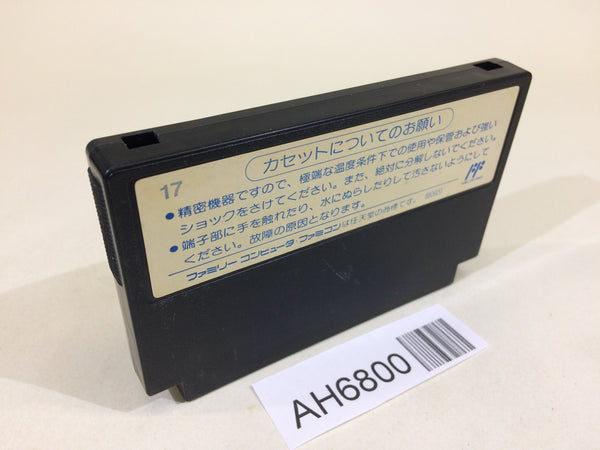 カセットについてのお願い
17
●精密機器ですので、極端な温度条件下での使用や保管および強い
ショックをさけてください。また、絶対に分解しないでください。
●端子部に手を触れたり、水にぬらしたりして汚さないようにして
ください。故障の原因となります。
ファミリーコンピュータ・ファミコンは任天堂の商標です。
AH6800